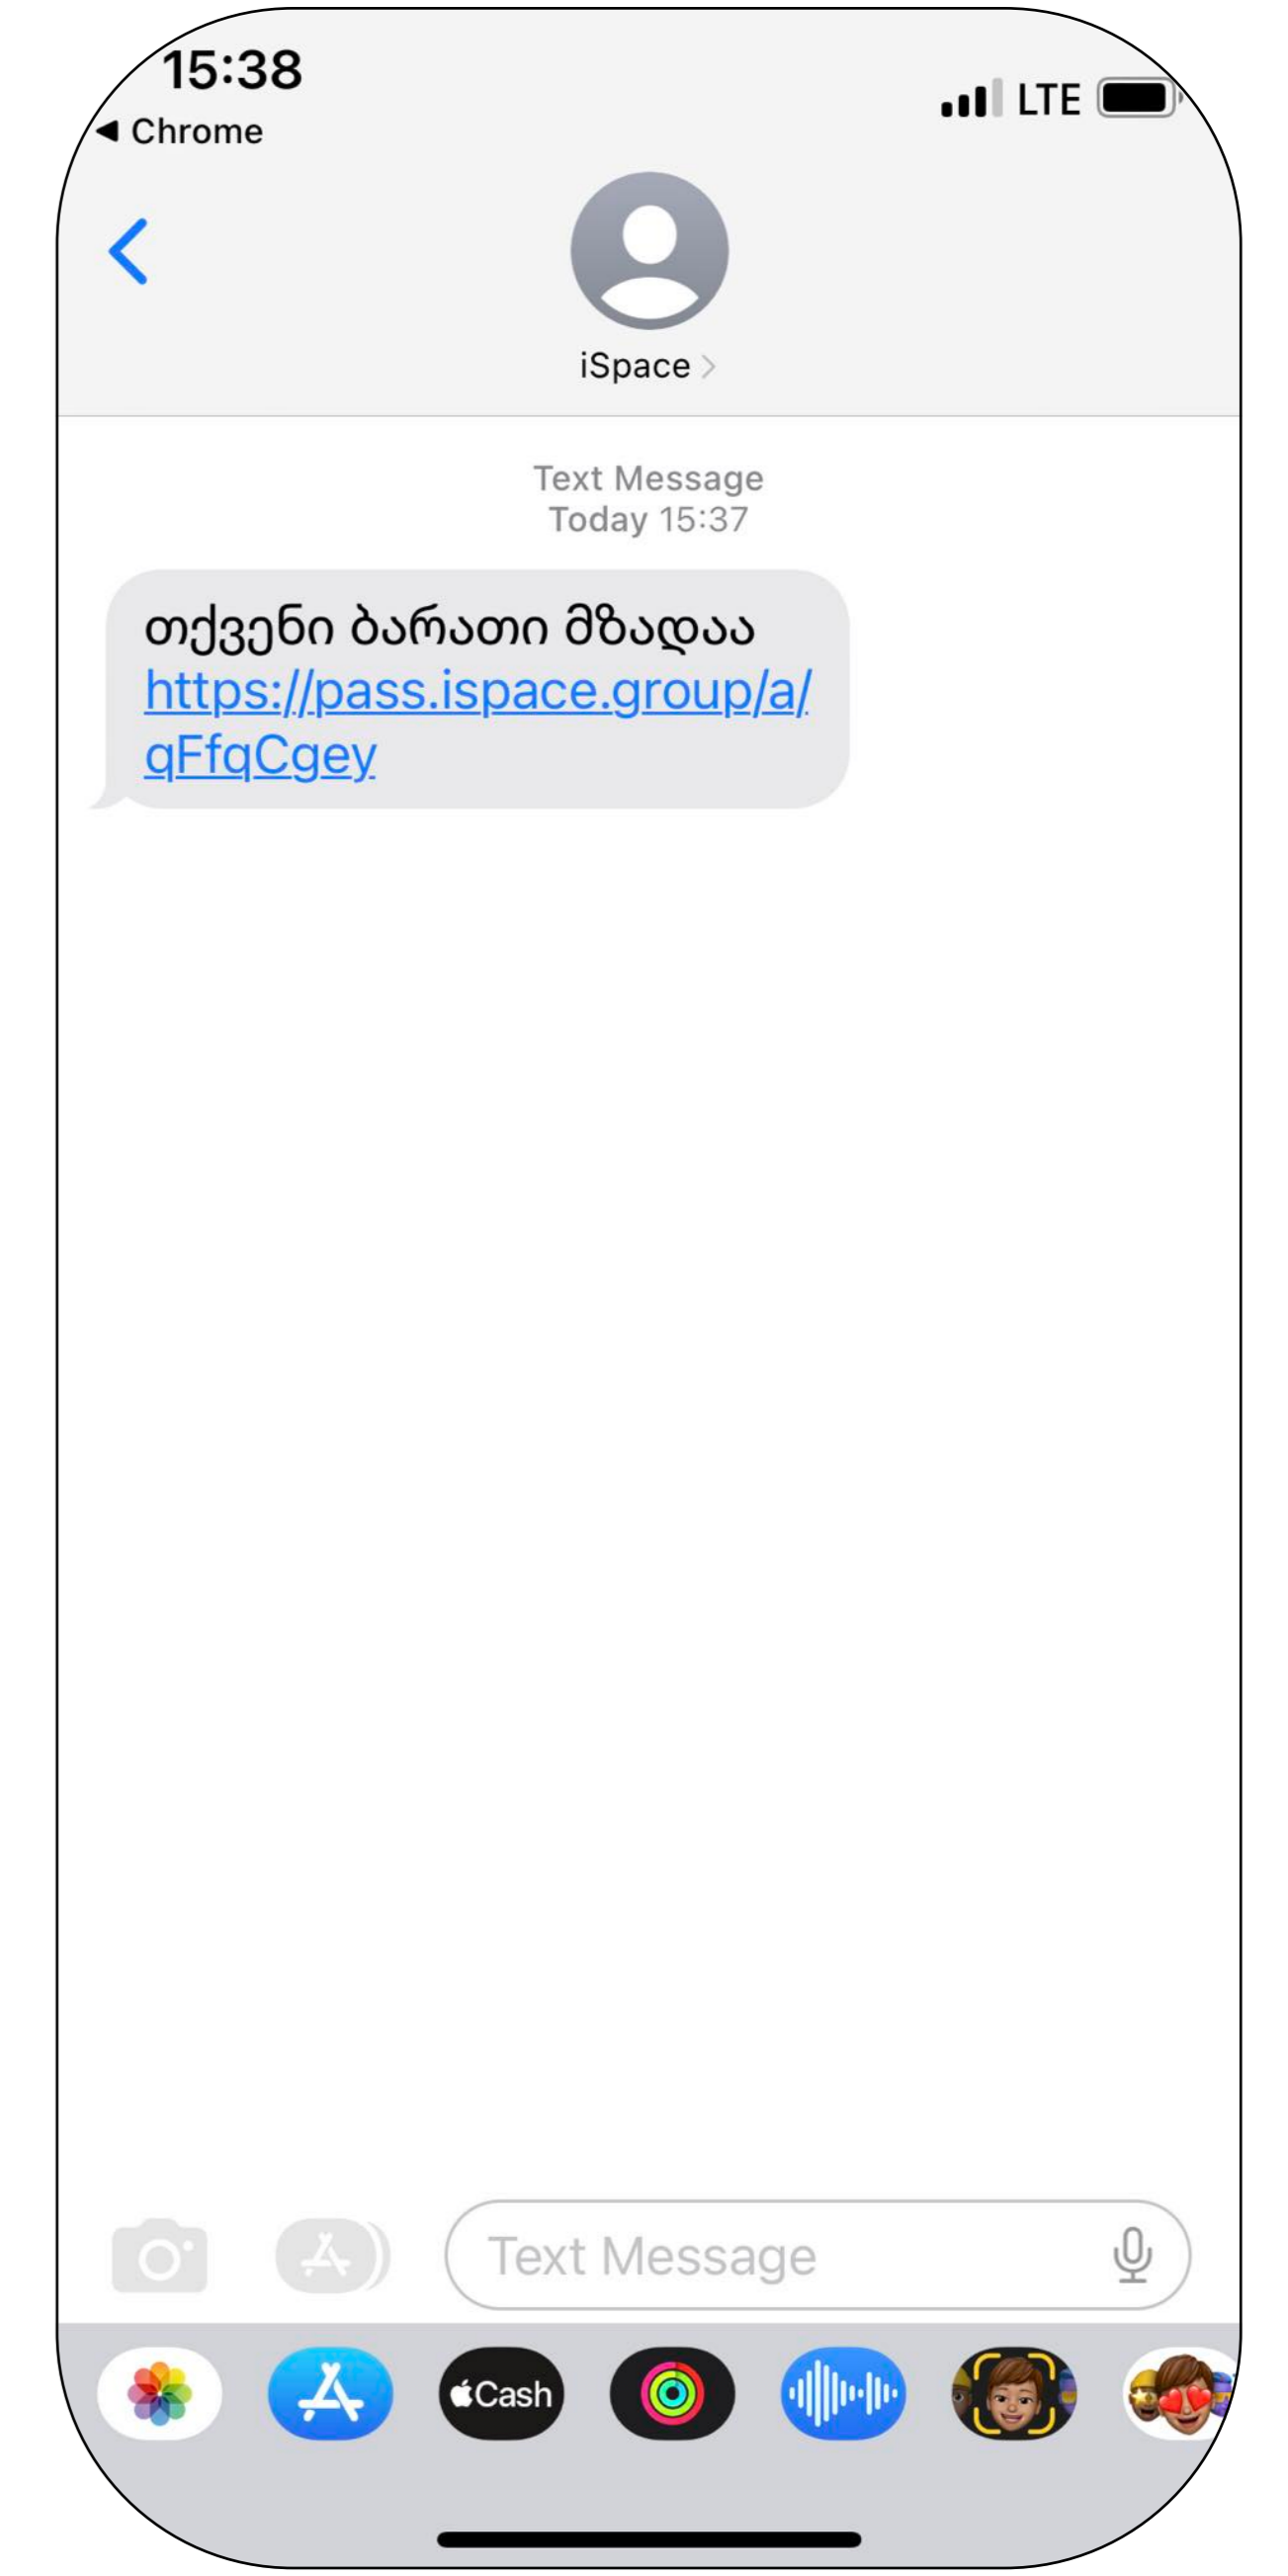 15:38
LTE
◀ Chrome
iSpace
Text Message
Today 15:37
თქვენი ბარათი მზადაა
https://pass.ispace.group/a/
qFfqCgey
Text Message
Cash